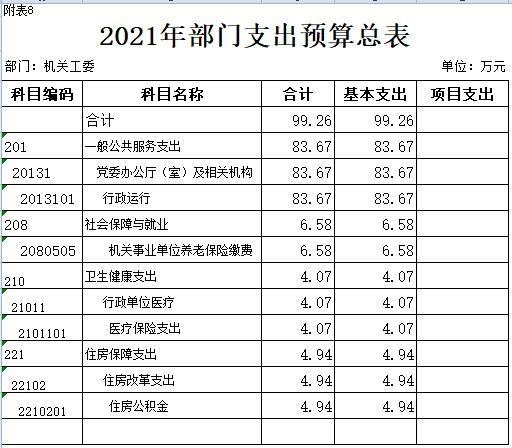 附表8
2021年部门支出预算总表
部门：机关工委 单位：万元
科目编码 科目名称 合计 基本支出 项目支出
合计 99.26 99.26
201 一般公共服务支出 83.67 83.67
20131 党委办公厅（室）及相关机构 83.67 83.67
2013101 行政运行 83.67 83.67
208 社会保障与就业 6.58 6.58
2080505 机关事业单位养老保险缴费 6.58 6.58
210 卫生健康支出 4.07 4.07
21011 行政单位医疗 4.07 4.07
2101101 医疗保险支出 4.07 4.07
221 住房保障支出 4.94 4.94
22102 住房改革支出 4.94 4.94
2210201 住房公积金 4.94 4.94